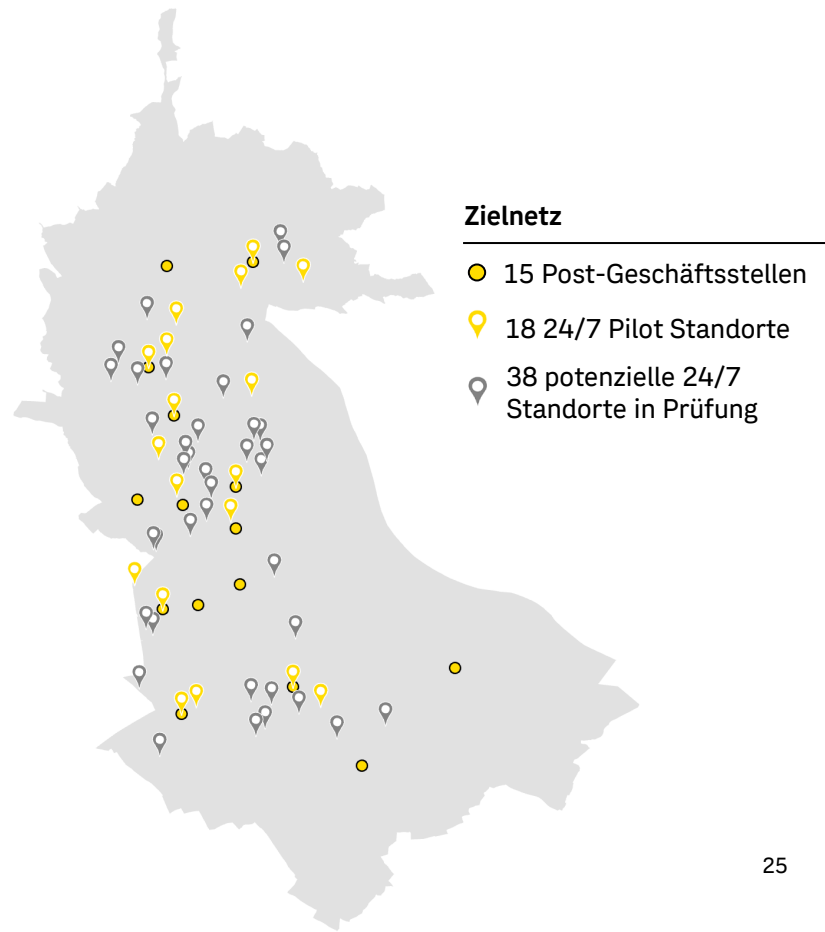 Zielnetz
15 Post-Geschäftsstellen
18 24/7 Pilot Standorte
38 potenzielle 24/7
Standorte in Prüfung
25